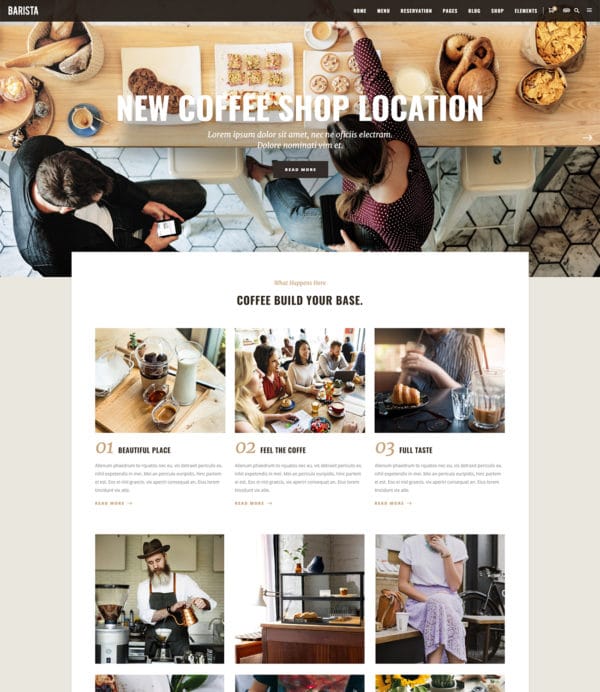 BARISTA
HOME MENU RESERVATION PAGES BLOG SHOP ELEMENTS
NEW COFFEE SHOP LOCATION
Lorem ipsum dolor sit amet, nec ne oficiis electram.
Dolore nominati vim et.
READ MORE
What Happens Here
COFFEE BUILD YOUR BASE.
01 BEAUTIFUL PLACE
Alienum phaedrum to rquatos nec eu, vis detraxit periculis ex,
nihil expetendis in mei. Mei an pericula euripidis, hinc partem
ei est. Eos ei nisl graecis, vix aperiri consequat an. Eius lorem
tincidunt vix atip.
READ MORE →
02 FEEL THE COFFE
Alienum phaedrum to rquatos nec eu, vis detraxit periculis ex,
nihil expetendis in mei. Mei an pericula euripidis, hinc partem
ei est. Eos ei nisl graecis, vix aperiri consequat an. Eius lorem
tincidunt vix atie.
READ MORE →
03 FULL TASTE
Alienum phaedrum to rquatos nec eu, vis detraxit periculis ex,
nihil expetendis in mei. Mei an pericula euripidis, hinc partem
ei est. Eos ei nisl graecis, vix aperiri consequat an. Eius lorem
tincidunt vix atie.
READ MORE →